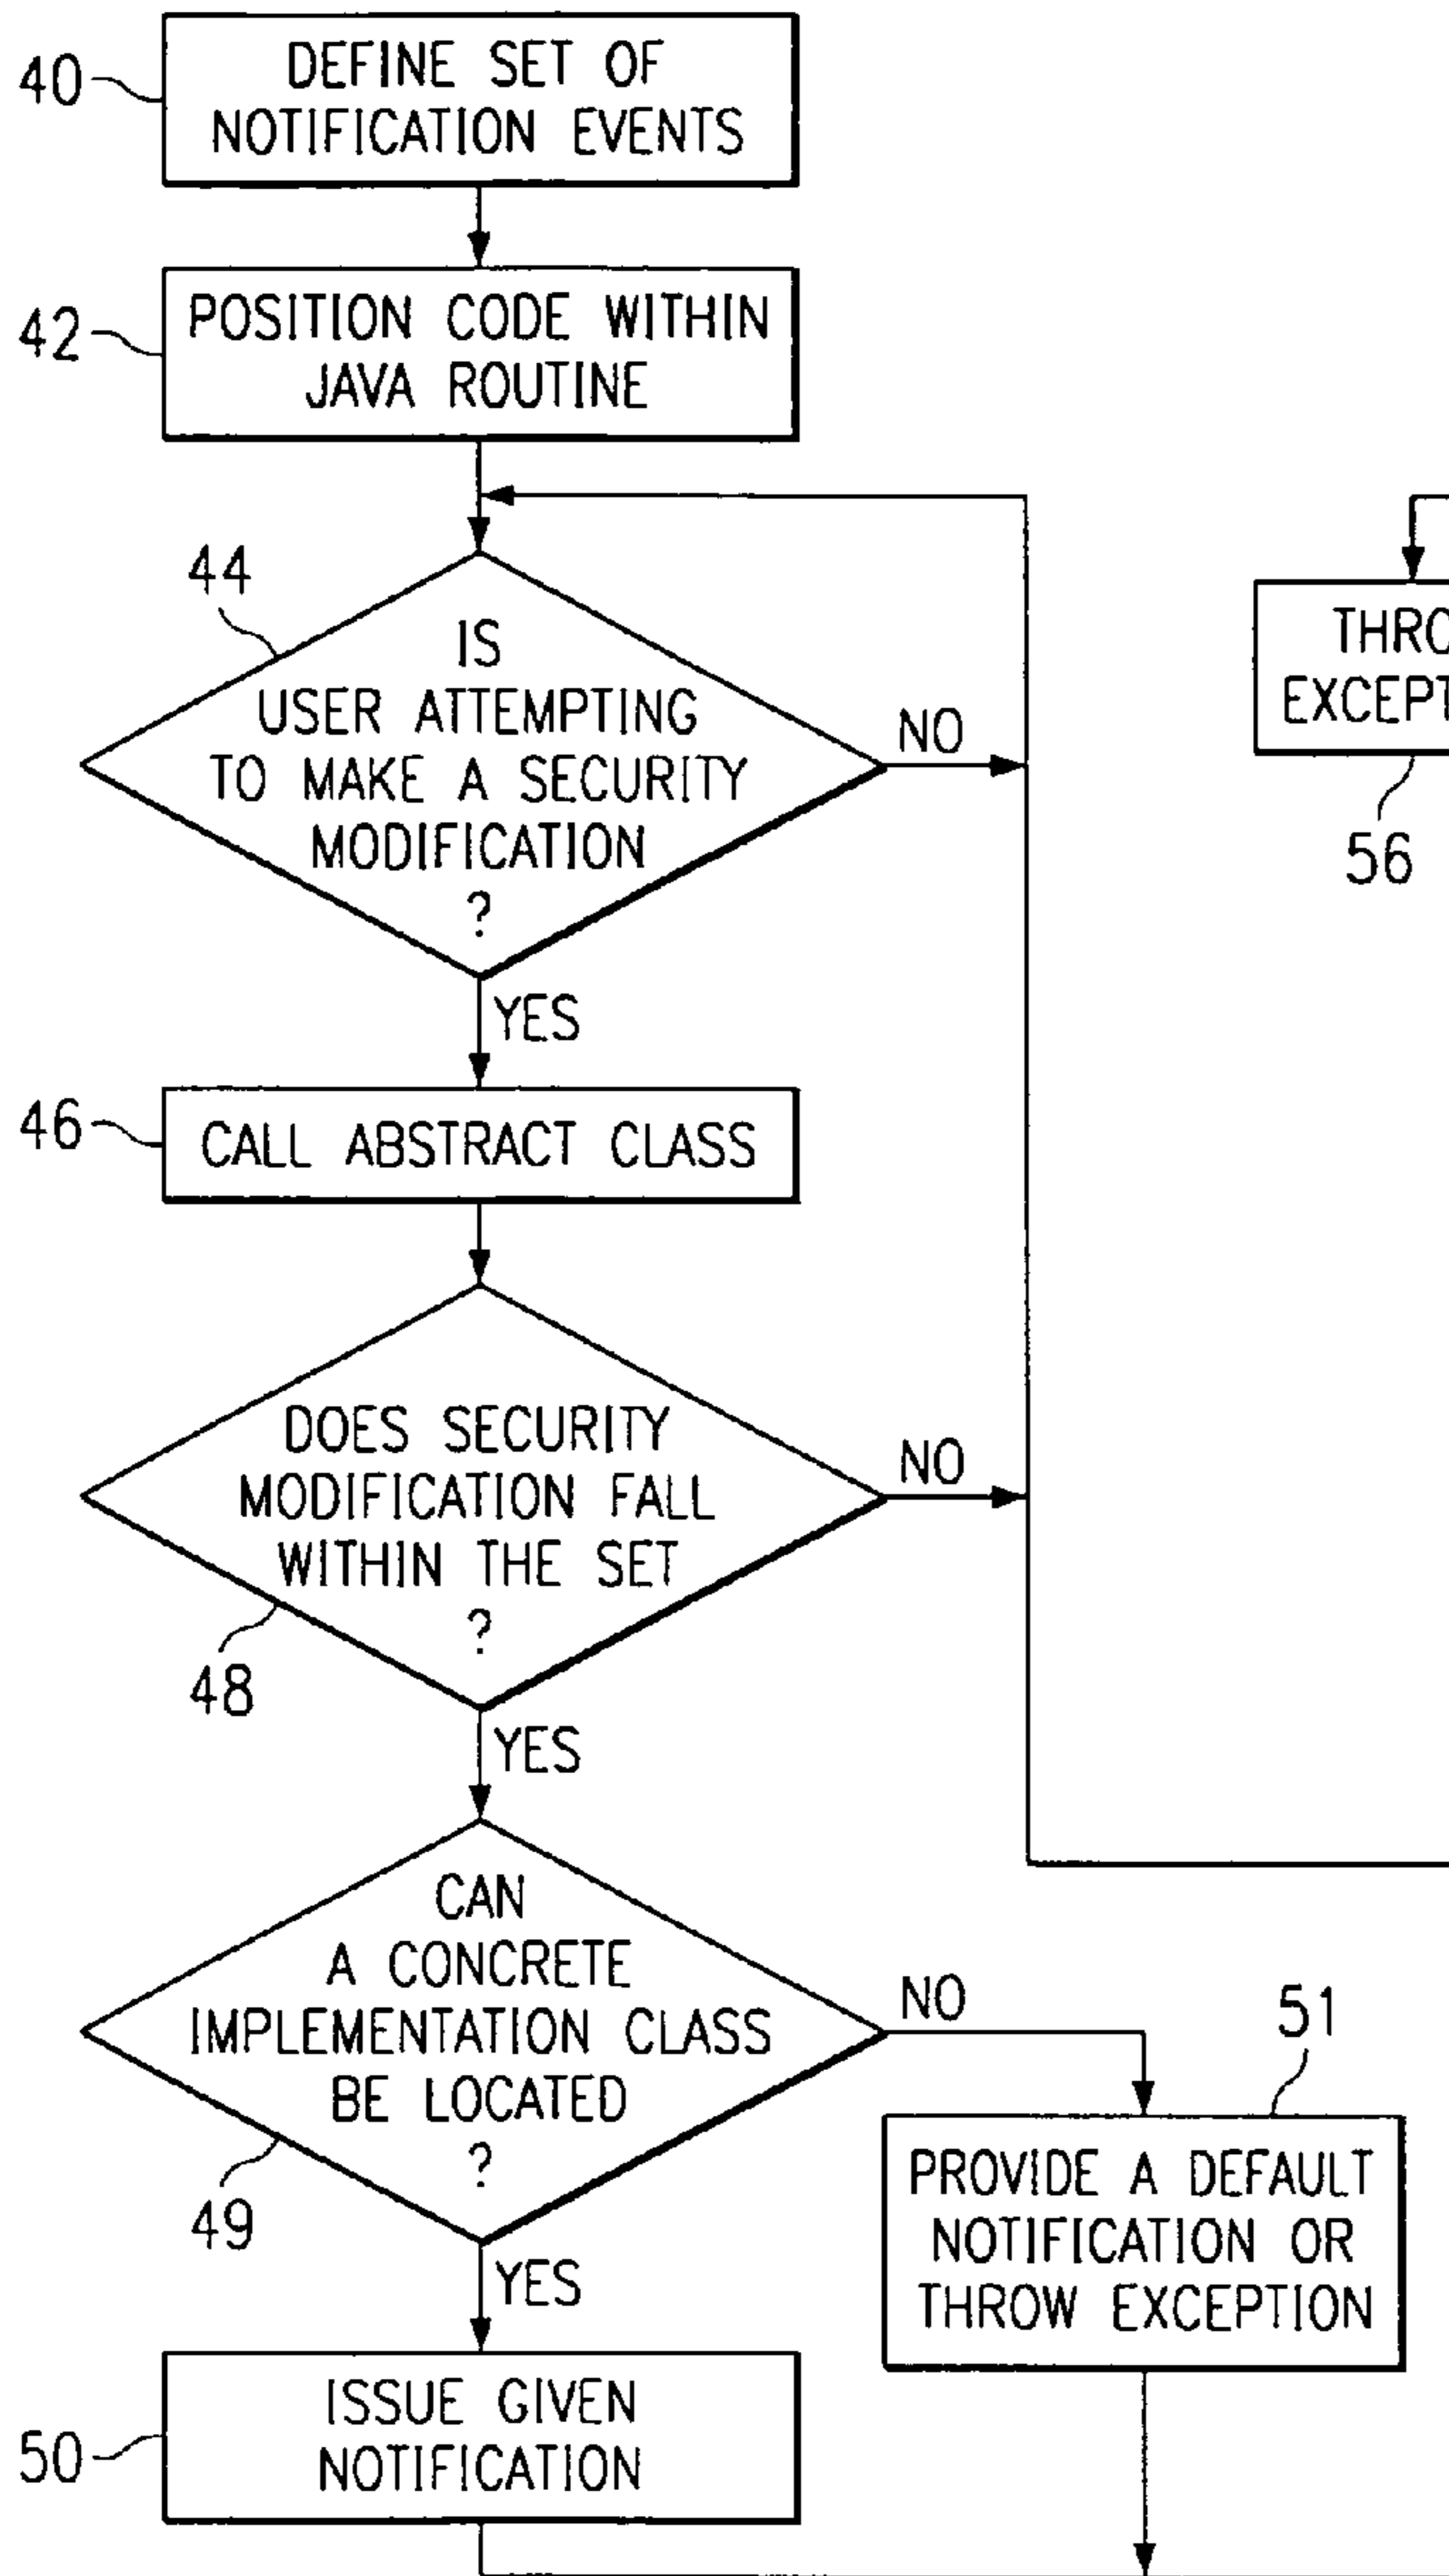 40
DEFINE SET OF
NOTIFICATION EVENTS
42
POSITION CODE WITHIN
JAVA ROUTINE
44
IS
USER ATTEMPTING
TO MAKE A SECURITY
MODIFICATION
?
NO
YES
THRO
EXCEPT
56
46
CALL ABSTRACT CLASS
DOES SECURITY
MODIFICATION FALL
WITHIN THE SET
?
NO
48
YES
CAN
A CONCRETE
IMPLEMENTATION CLASS
BE LOCATED
?
NO
49
YES
51
PROVIDE A DEFAULT
NOTIFICATION OR
THROW EXCEPTION
50
ISSUE GIVEN
NOTIFICATION